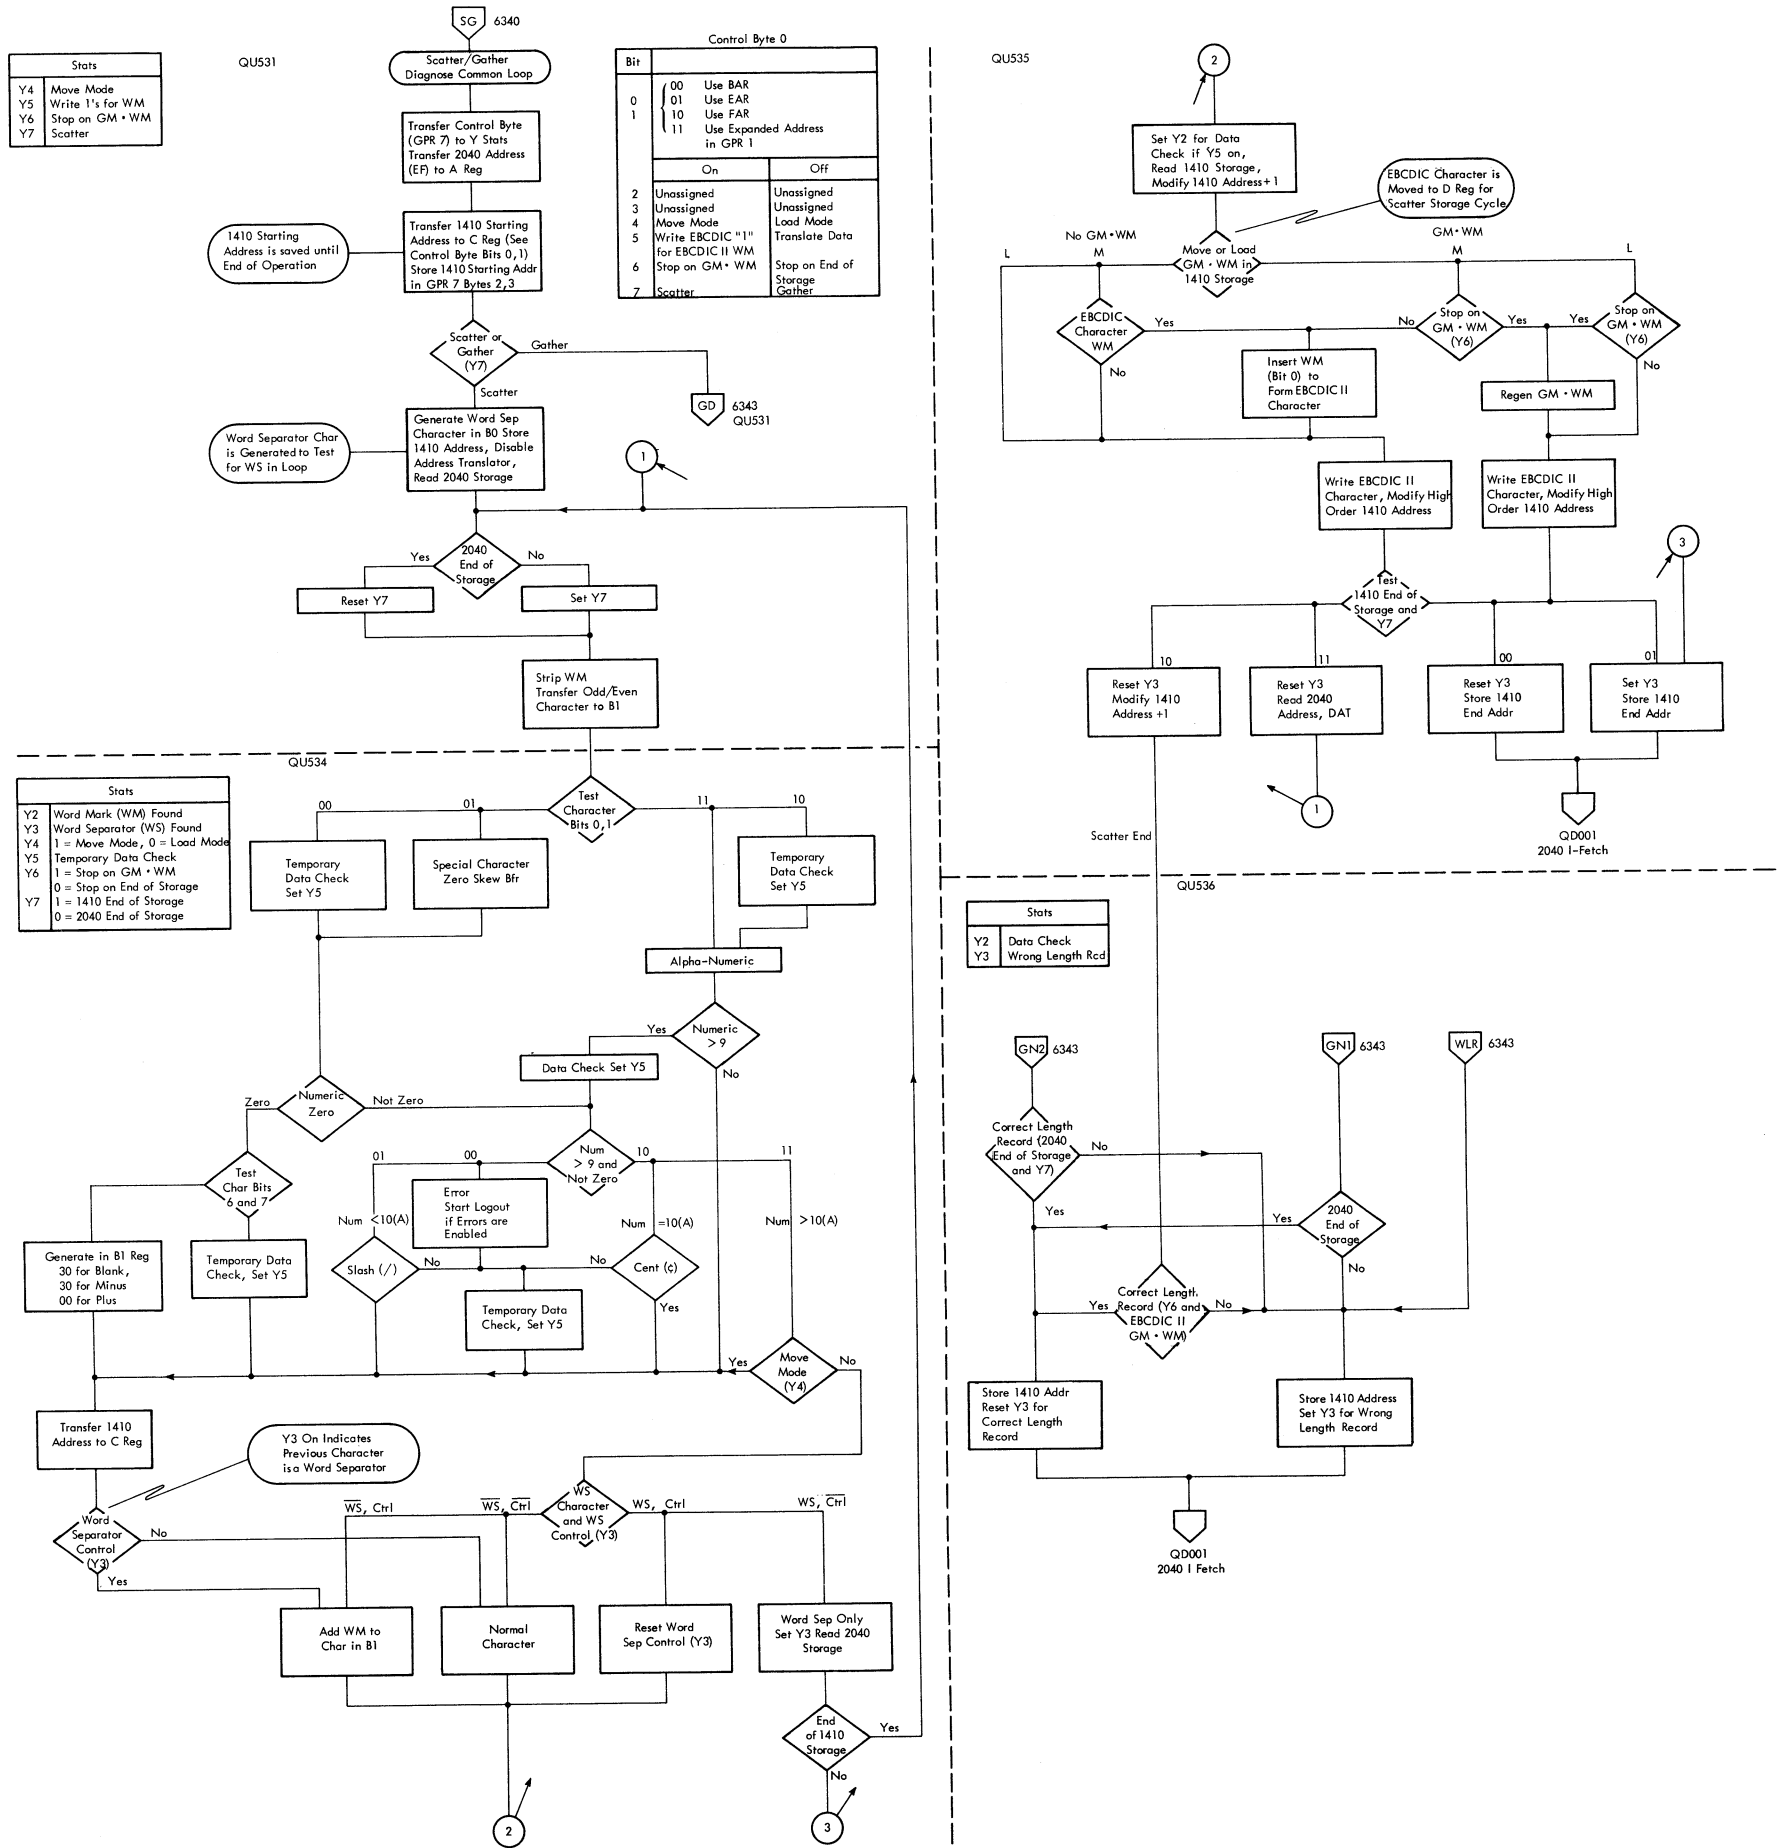 SG 6340
Scatter/Gather
Diagnose Common Loop
QU531
Stats
Y4 Move Mode
Y5 Write 1's for WM
Y6 Stop on GM • WM
Y7 Scatter
Transfer Control Byte
(GPR 7) to Y Stats
Transfer 2040 Address
(EF) to A Reg
Transfer 1410 Starting
Address to C Reg (See
Control Byte Bits 0,1)
Store 1410 Starting Addr
in GPR 7 Bytes 2,3
1410 Starting
Address is saved until
End of Operation
Control Byte 0
Bit
00 Use BAR
0 01 Use EAR
1 10 Use FAR
11 Use Expanded Address
in GPR 1
On Off
2 Unassigned Unassigned
3 Unassigned Unassigned
4 Move Mode Load Mode
5 Write EBCDIC "1" Translate Data
for EBCDIC II WM
6 Stop on GM • WM Stop on End of
Storage
7 Scatter Gather
Scatter or
Gather
(Y7)
Gather
Scatter
GD 6343
QU531
Generate Word Sep
Character in B0 Store
1410 Address, Disable
Address Translator,
Read 2040 Storage
Word Separator Char
is Generated to Test
for WS in Loop
1
2040
End of
Storage
Yes
No
Reset Y7
Set Y7
Strip WM
Transfer Odd/Even
Character to B1
QU534
Stats
Y2 Word Mark (WM) Found
Y3 Word Separator (WS) Found
Y4 1 = Move Mode, 0 = Load Mode
Y5 Temporary Data Check
Y6 1 = Stop on GM • WM
0 = Stop on End of Storage
Y7 1 = 1410 End of Storage
0 = 2040 End of Storage
Test
Character
Bits 0,1
00
01
11
10
Temporary
Data Check
Set Y5
Special Character
Zero Skew Bfr
Temporary
Data Check
Set Y5
Alpha-Numeric
Numeric
> 9
Yes
No
Data Check Set Y5
Numeric
Zero
Zero
Not Zero
Num
> 9 and
Not Zero
01
00
10
11
Test
Char Bits
6 and 7
Error
Start Logout
if Errors are
Enabled
Num <10(A)
Num =10(A)
Num >10(A)
Generate in B1 Reg
30 for Blank,
30 for Minus
00 for Plus
Temporary Data
Check, Set Y5
Slash (/)
No
No
Cent (¢)
Yes
Temporary Data
Check, Set Y5
Move
Mode
(Y4)
Yes
No
Transfer 1410
Address to C Reg
Y3 On Indicates
Previous Character
is a Word Separator
Word
Separator
Control
(Y3)
No
Yes
WS
Character
and WS
Control (Y3)
W̅S̅, Ctrl
W̅S̅, C̅t̅r̅l̅
WS, Ctrl
WS, C̅t̅r̅l̅
Add WM to
Char in B1
Normal
Character
Reset Word
Sep Control (Y3)
Word Sep Only
Set Y3 Read 2040
Storage
End
of 1410
Storage
Yes
No
2
3
QU535
2
Set Y2 for Data
Check if Y5 on,
Read 1410 Storage,
Modify 1410 Address+1
EBCDIC Character is
Moved to D Reg for
Scatter Storage Cycle
Move or Load
GM • WM in
1410 Storage
No GM•WM
GM•WM
L
M
M
L
EBCDIC
Character
WM
Yes
No
Stop on
GM • WM
(Y6)
No
Yes
Stop on
GM • WM
(Y6)
Yes
No
Insert WM
(Bit 0) to
Form EBCDIC II
Character
Regen GM • WM
Write EBCDIC II
Character, Modify High
Order 1410 Address
Write EBCDIC II
Character, Modify High
Order 1410 Address
3
Test
1410 End of
Storage and
Y7
10
11
00
01
Reset Y3
Modify 1410
Address +1
Reset Y3
Read 2040
Address, DAT
Reset Y3
Store 1410
End Addr
Set Y3
Store 1410
End Addr
1
Scatter End
QD001
2040 I-Fetch
QU536
Stats
Y2 Data Check
Y3 Wrong Length Rcd
GN2 6343
GN1 6343
WLR 6343
Correct Length
Record (2040
End of Storage
and Y7)
No
Yes
2040
End of
Storage
Yes
No
Correct Length
Record (Y6 and
EBCDIC II
GM • WM)
Yes
No
Store 1410 Addr
Reset Y3 for
Correct Length
Record
Store 1410 Address
Set Y3 for Wrong
Length Record
QD001
2040 I Fetch